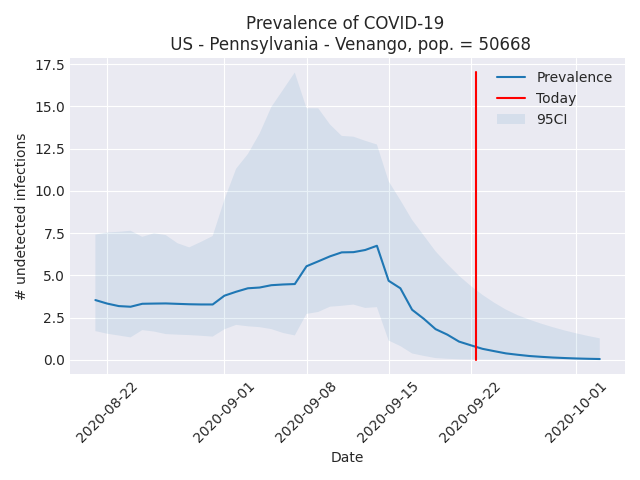 Prevalence of COVID-19
US - Pennsylvania - Venango, pop. = 50668
17.5
15.0
12.5
10.0
7.5
5.0
2.5
0.0
# undetected infections
Prevalence
Today
95CI
2020-08-22
2020-09-01
2020-09-08
2020-09-15
2020-09-22
2020-10-01
Date